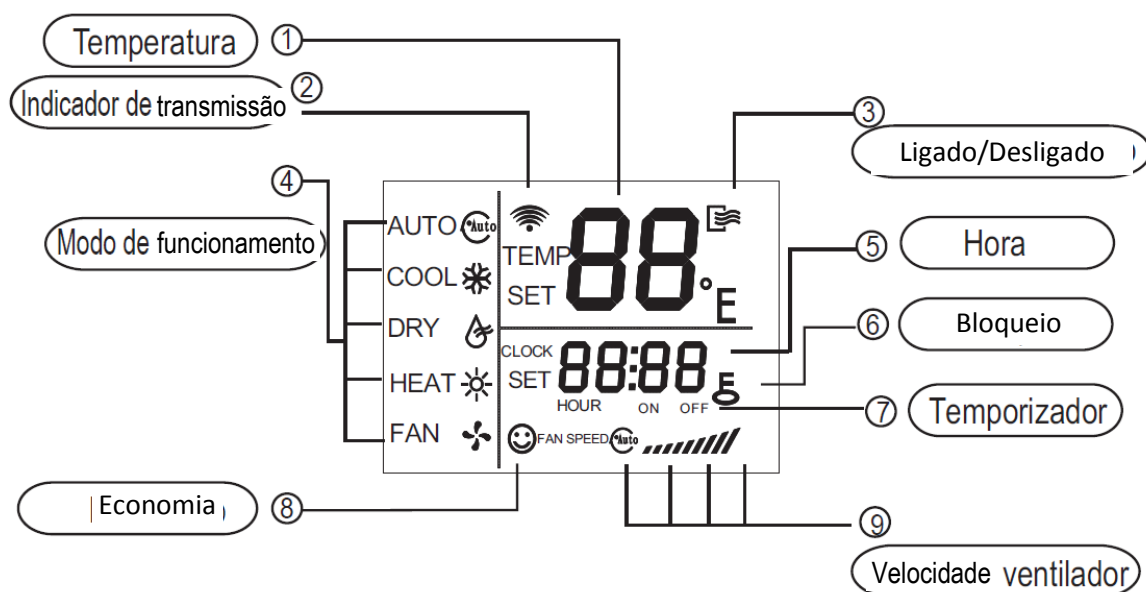 Temperatura ①
Indicador de transmissão ②
③
Ligado/Desligado
④
Modo de funcionamento
AUTO Auto
COOL
DRY
HEAT
FAN
TEMP
SET
88
°E
CLOCK
SET
88:88
HOUR ON OFF
FAN SPEED Auto
⑤ Hora
⑥ Bloqueio
⑦ Temporizador
Economia ⑧
⑨
Velocidade ventilador